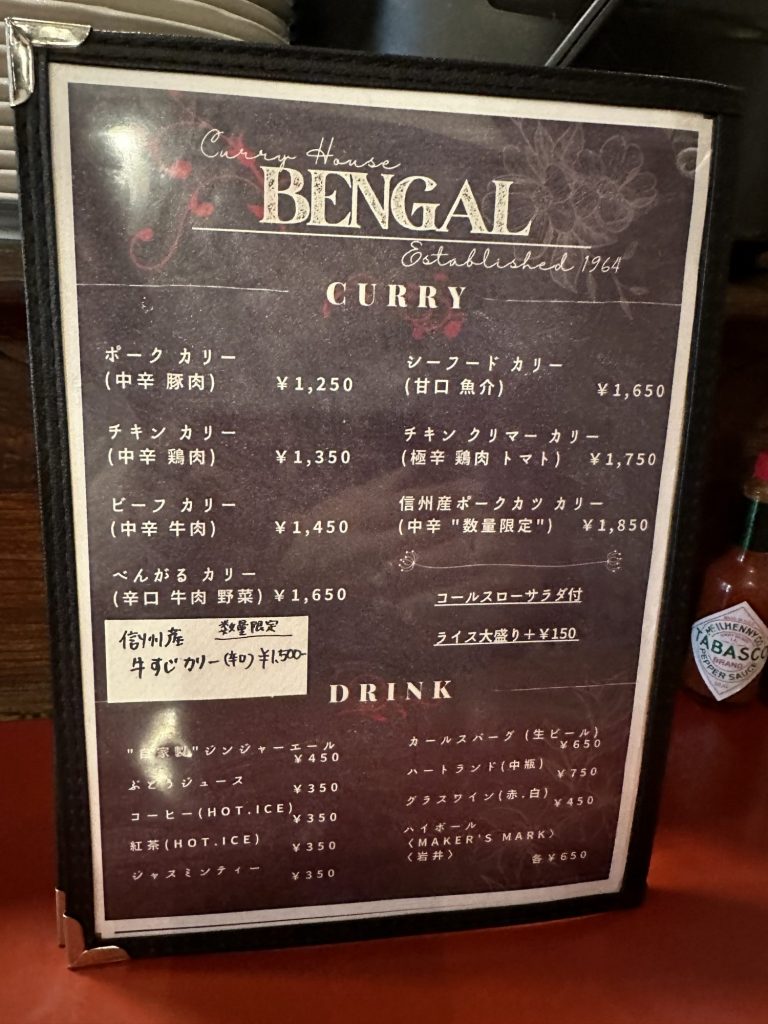 Curry House
BENGAL
Established 1964
CURRY
ポーク カリー
(中辛 豚肉) ¥1,250
チキン カリー
(中辛 鶏肉) ¥1,350
ビーフ カリー
(中辛 牛肉) ¥1,450
べんがる カリー
(辛口 牛肉 野菜) ¥1,650
信州産 数量限定
牛すじカリー(辛口) ¥1,500-
シーフード カリー
(甘口 魚介) ¥1,650
チキン クリマー カリー
(極辛 鶏肉 トマト) ¥1,750
信州産ポークカツ カリー
(中辛 "数量限定") ¥1,850
コールスローサラダ付
ライス大盛り+¥150
DRINK
"自家製"ジンジャーエール
¥450
ぶどうジュース
¥350
コーヒー(HOT.ICE)
¥350
紅茶(HOT.ICE)
¥350
ジャスミンティー
¥350
カールスバーグ (生ビール)
¥650
ハートランド(中瓶)
¥750
グラスワイン(赤.白)
¥450
ハイボール
〈MAKER'S MARK〉
〈岩井〉
各¥650
McILHENNY CO.
TABASCO
BRAND
PEPPER SAUCE